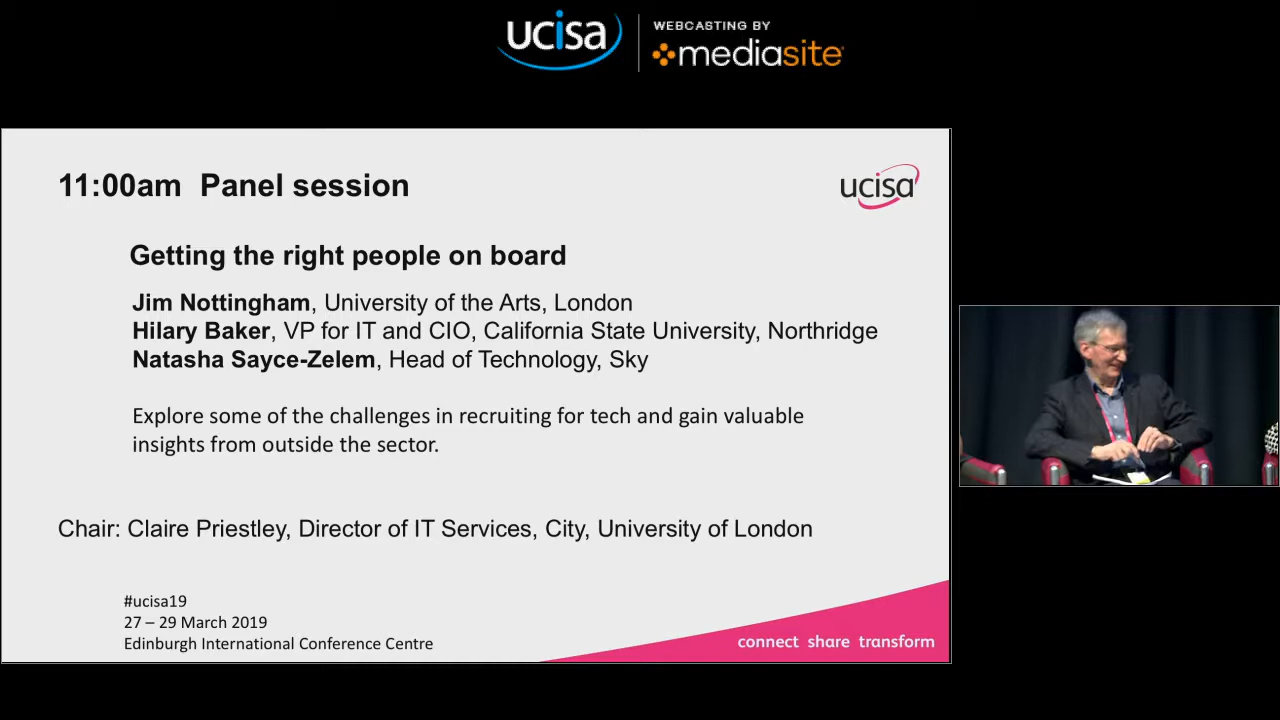 ucisa
WEBCASTING BY
mediasite
11:00am Panel session
ucisa
Getting the right people on board
Jim Nottingham, University of the Arts, London
Hilary Baker, VP for IT and CIO, California State University, Northridge
Natasha Sayce-Zelem, Head of Technology, Sky
Explore some of the challenges in recruiting for tech and gain valuable
insights from outside the sector.
Chair: Claire Priestley, Director of IT Services, City, University of London
#ucisa19
27 – 29 March 2019
Edinburgh International Conference Centre
connect share transform